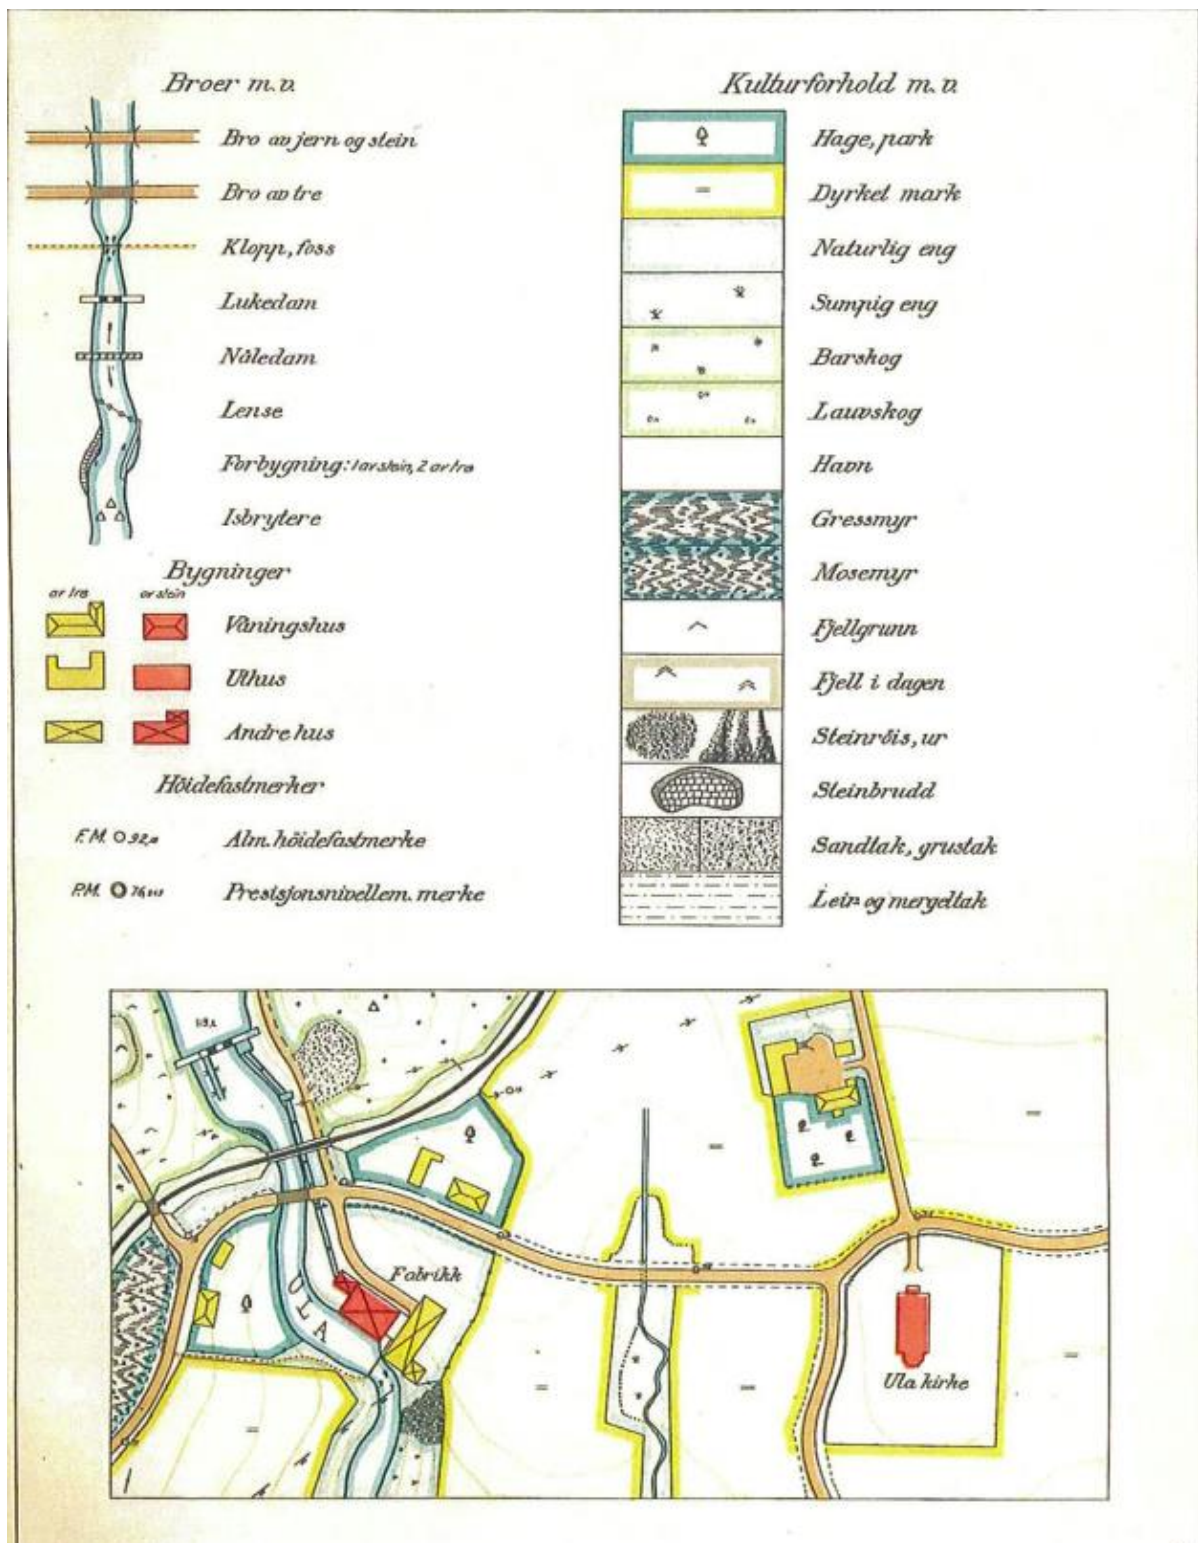 Broer m.v.
Bro av jern og stein
Bro av tre
Klopp, foss
Lukedam
Nåledam
Lense
Forbygning: 1 av stein, 2 av tre
Isbrytere
Bygninger
av tre
av stein
Våningshus
Uthus
Andre hus
Höidefastmerker
F.M.
Alm. höidefastmerke
P.M.
Presisjonsnivellem. merke
Kulturforhold m.v.
Hage, park
Dyrket mark
Naturlig eng
Sumpig eng
Barskog
Lauvskog
Havn
Gressmyr
Mosemyr
Fjellgrunn
Fjell i dagen
Steinröis, ur
Steinbrudd
Sandtak, grustak
Leir- og mergeltak
Fabrikk
ULA
Ula kirke